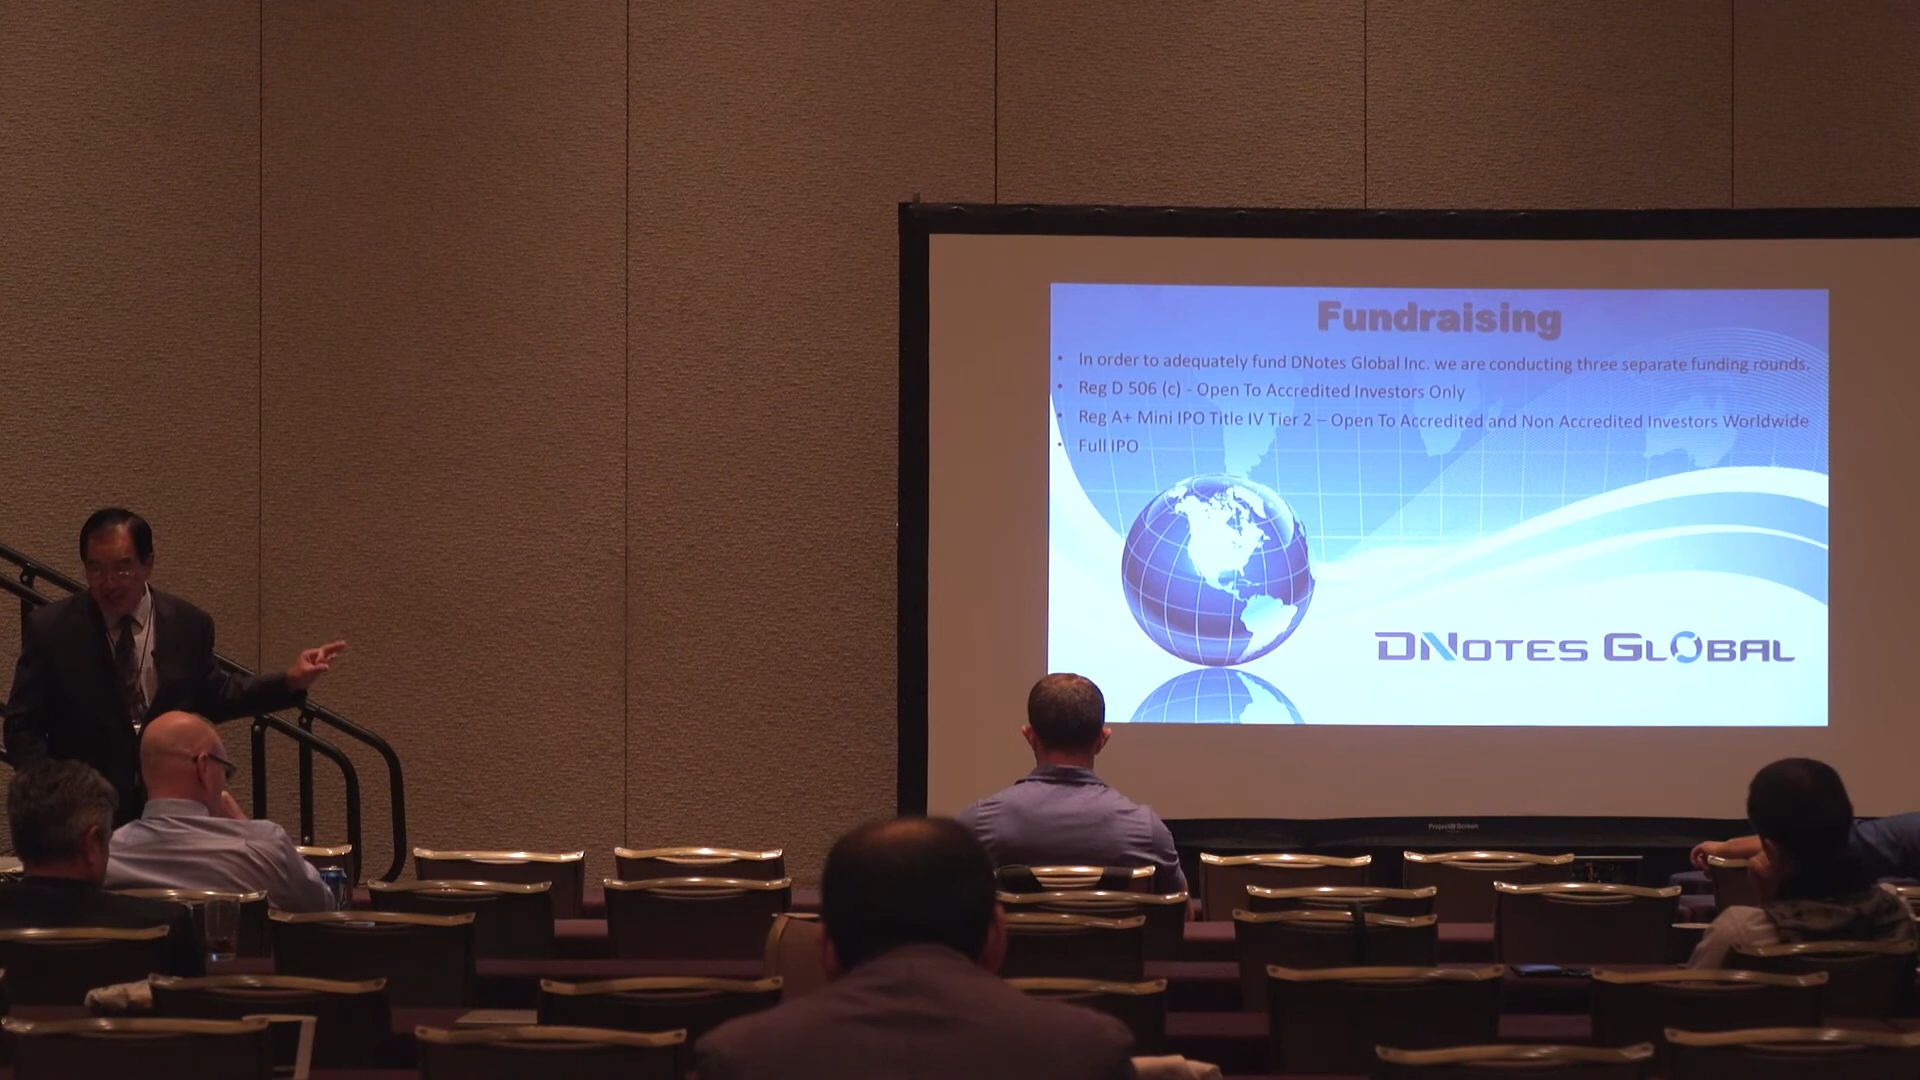 Fundraising
• In order to adequately fund DNotes Global Inc. we are conducting three separate funding rounds.
• Reg D 506 (c) - Open To Accredited Investors Only
• Reg A+ Mini IPO Title IV Tier 2 – Open To Accredited and Non Accredited Investors Worldwide
• Full IPO
DNOTES GLOBAL